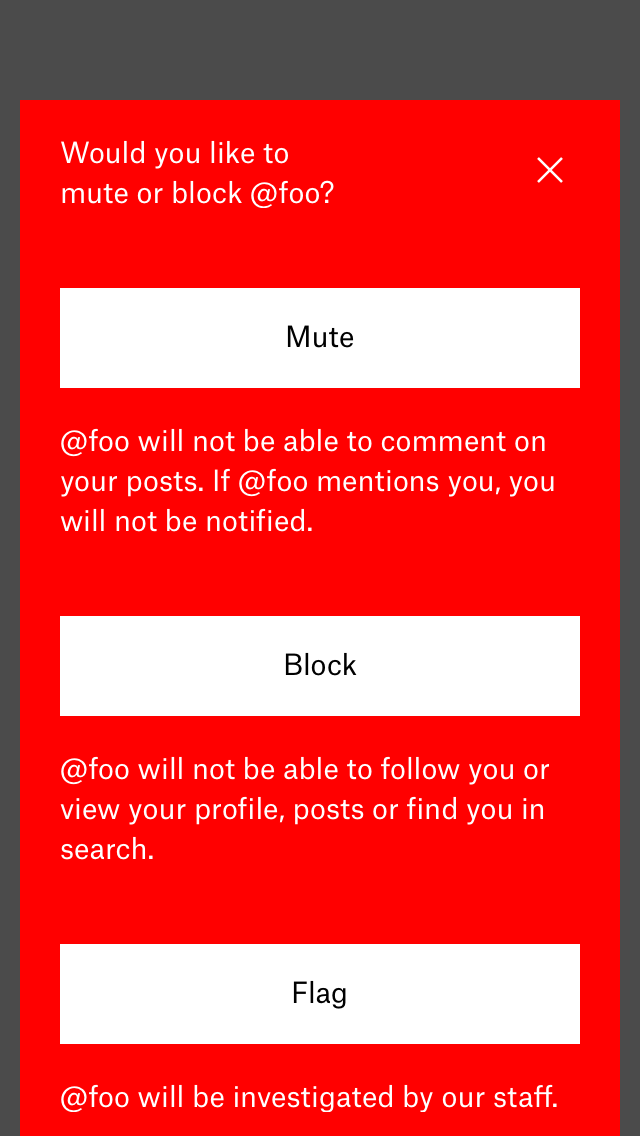 Would you like to
mute or block @foo?
Mute
@foo will not be able to comment on
your posts. If @foo mentions you, you
will not be notified.
Block
@foo will not be able to follow you or
view your profile, posts or find you in
search.
Flag
@foo will be investigated by our staff.